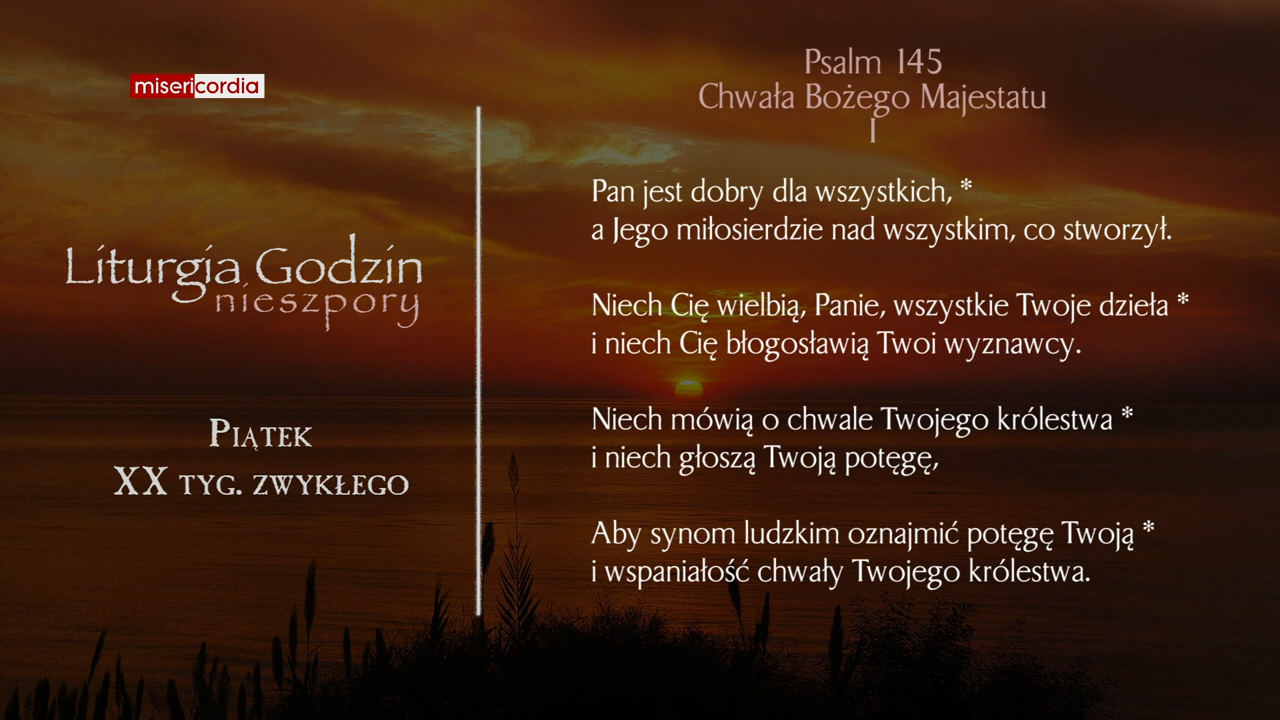 misericordia
Liturgia Godzin
nieszpory
Piątek
XX tyg. zwykłego
Psalm 145
Chwała Bożego Majestatu
I
Pan jest dobry dla wszystkich, *
a Jego miłosierdzie nad wszystkim, co stworzył.
Niech Cię wielbią, Panie, wszystkie Twoje dzieła *
i niech Cię błogosławią Twoi wyznawcy.
Niech mówią o chwale Twojego królestwa *
i niech głoszą Twoją potęgę,
Aby synom ludzkim oznajmić potęgę Twoją *
i wspaniałość chwały Twojego królestwa.